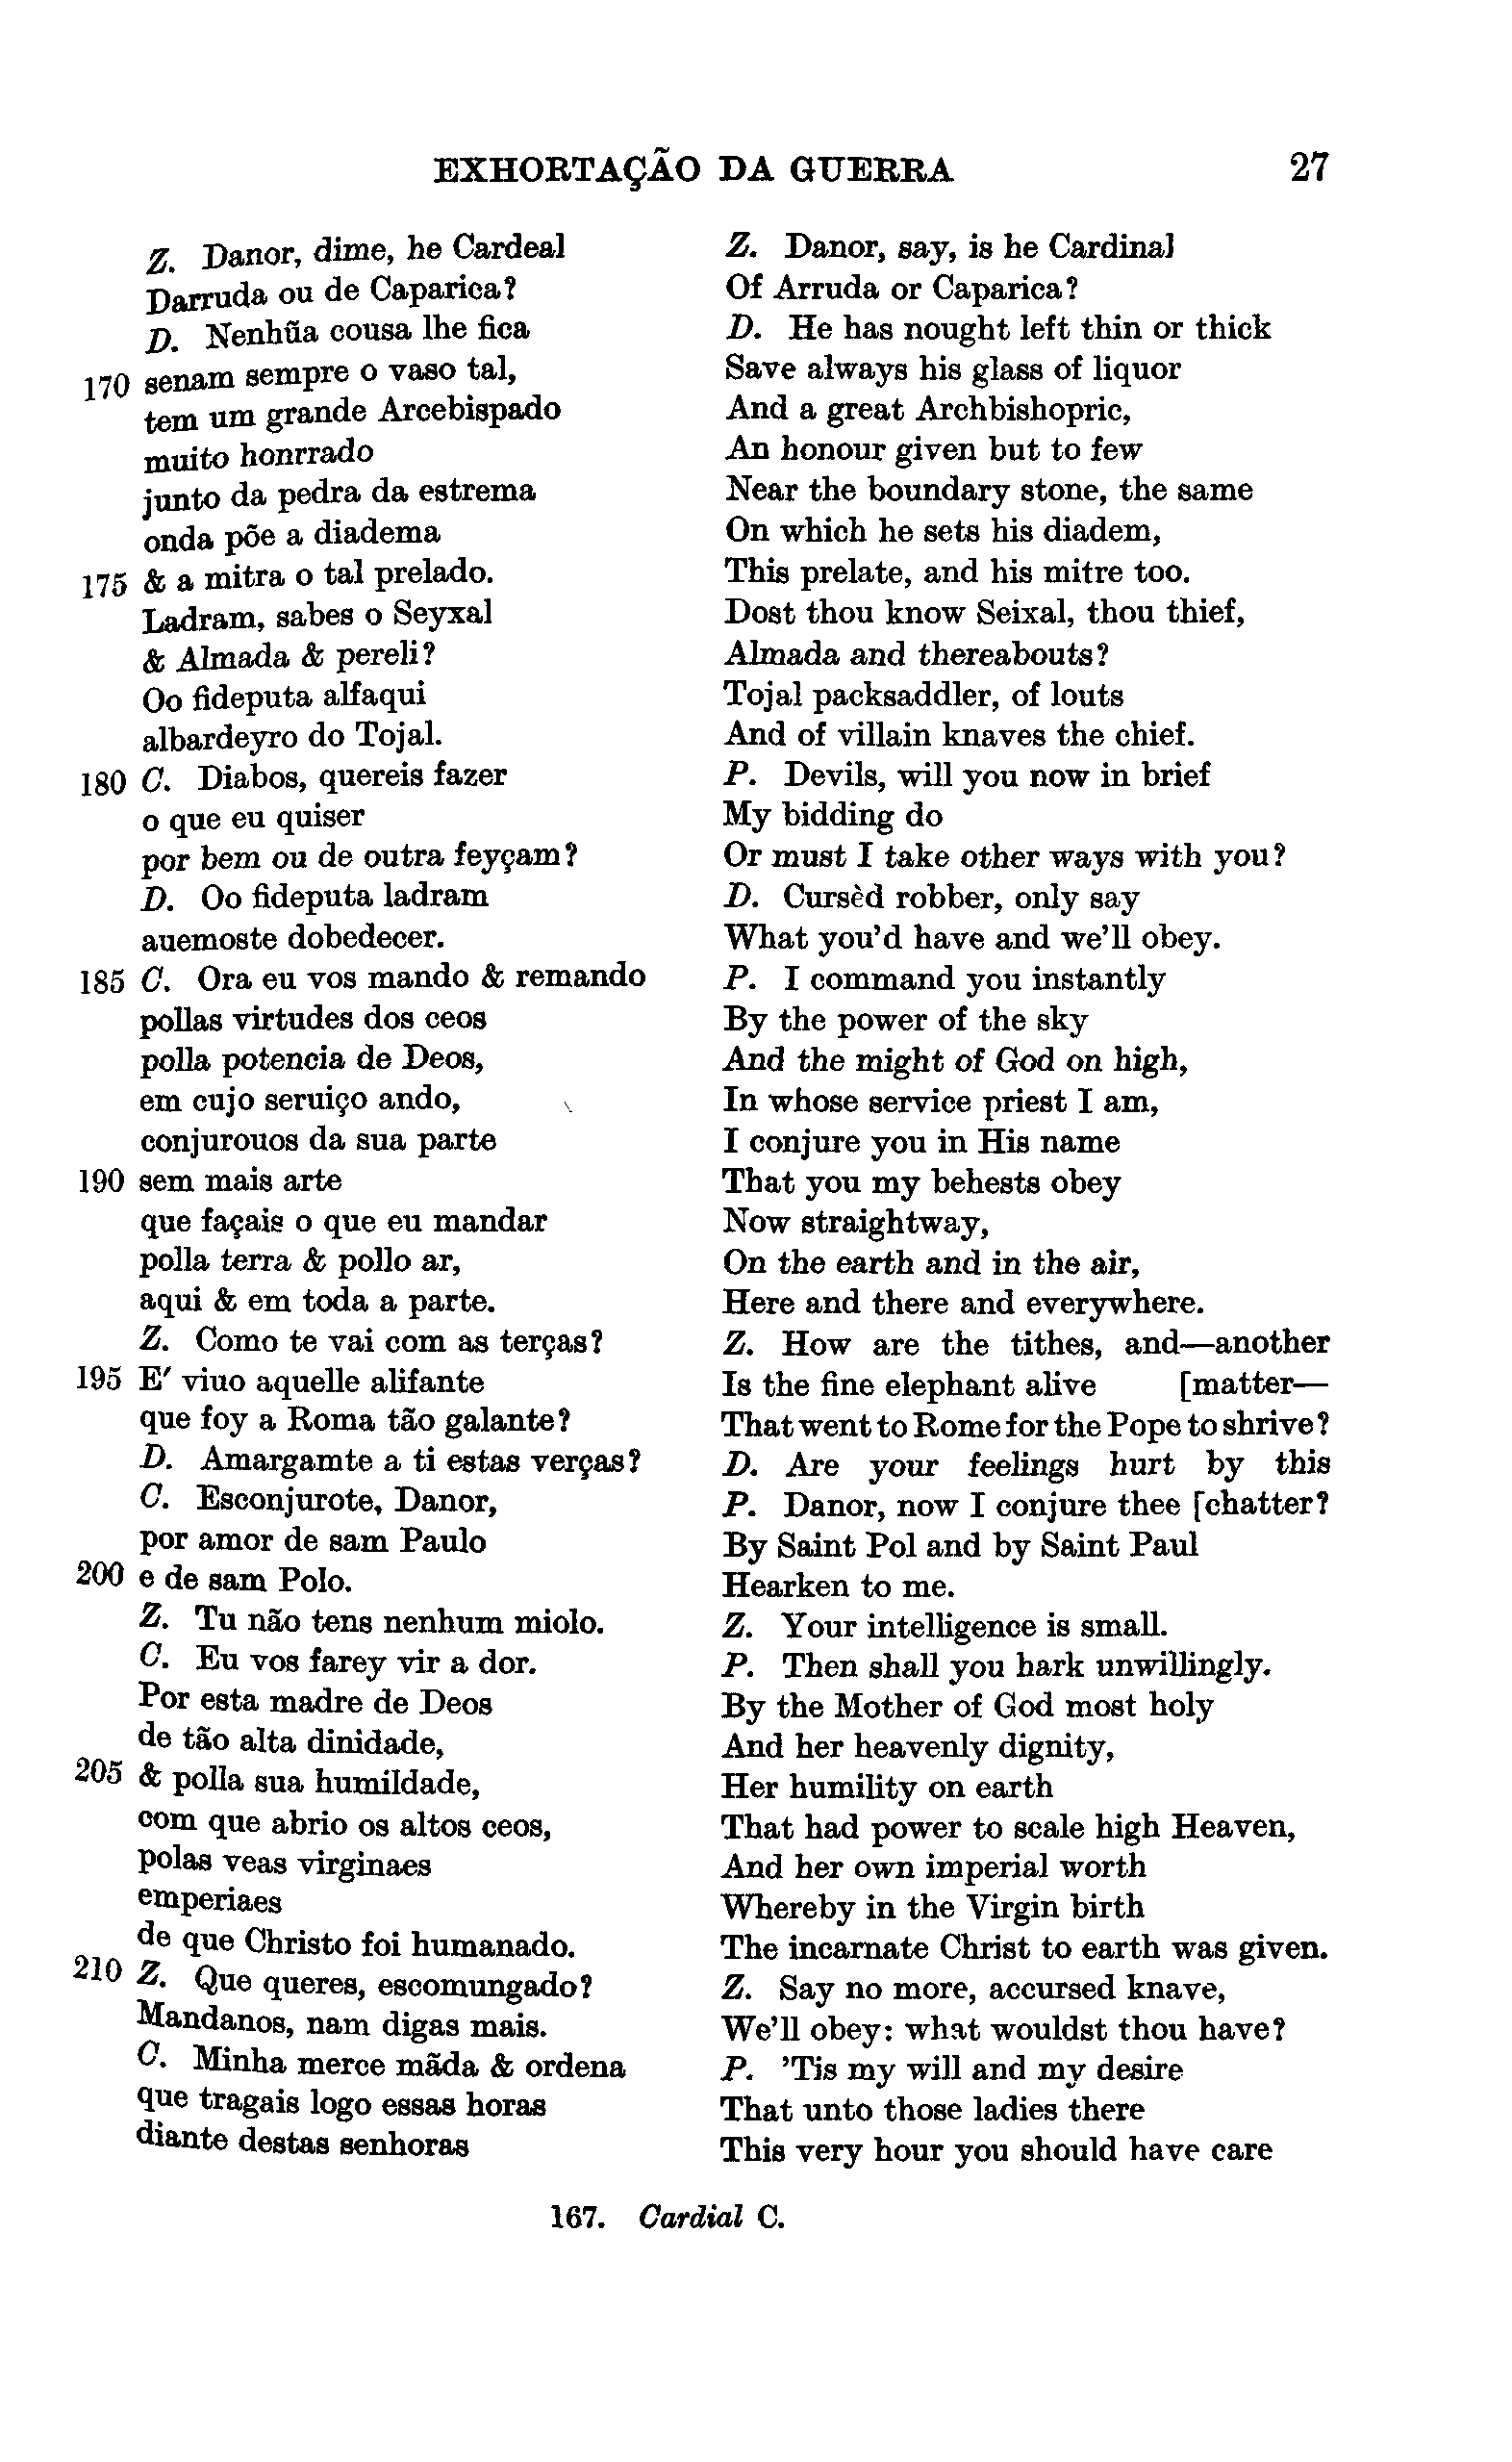 EXHORTAÇÃO DA GUERRA 27
Z. Danor, dime, he Cardeal
Darruda ou de Caparica?
D. Nenhũa cousa lhe fica
170 senam sempre o vaso tal,
tem um grande Arcebispado
muito honrrado
junto da pedra da estrema
onda põe a diadema
175 & a mitra o tal prelado.
Ladram, sabes o Seyxal
& Almada & pereli?
Oo fideputa alfaqui
albardeyro do Tojal.
180 C. Diabos, quereis fazer
o que eu quiser
por bem ou de outra feyçam?
D. Oo fideputa ladram
auemoste dobedecer.
185 C. Ora eu vos mando & remando
pollas virtudes dos ceos
polla potencia de Deos,
em cujo seruiço ando,
conjurouos da sua parte
190 sem mais arte
que façais o que eu mandar
polla terra & pollo ar,
aqui & em toda a parte.
Z. Como te vai com as terças?
195 E' viuo aquelle alifante
que foy a Roma tão galante?
D. Amargamte a ti estas verças?
C. Esconjurote, Danor,
por amor de sam Paulo
200 e de sam Polo.
Z. Tu não tens nenhum miolo.
C. Eu vos farey vir a dor.
Por esta madre de Deos
de tão alta dinidade,
205 & polla sua humildade,
com que abrio os altos ceos,
polas veas virginaes
emperiaes
de que Christo foi humanado.
210 Z. Que queres, escomungado?
Mandanos, nam digas mais.
C. Minha merce mãda & ordena
que tragais logo essas horas
diante destas senhoras
Z. Danor, say, is he Cardinal
Of Arruda or Caparica?
D. He has nought left thin or thick
Save always his glass of liquor
And a great Archbishopric,
An honour given but to few
Near the boundary stone, the same
On which he sets his diadem,
This prelate, and his mitre too.
Dost thou know Seixal, thou thief,
Almada and thereabouts?
Tojal packsaddler, of louts
And of villain knaves the chief.
P. Devils, will you now in brief
My bidding do
Or must I take other ways with you?
D. Cursèd robber, only say
What you'd have and we'll obey.
P. I command you instantly
By the power of the sky
And the might of God on high,
In whose service priest I am,
I conjure you in His name
That you my behests obey
Now straightway,
On the earth and in the air,
Here and there and everywhere.
Z. How are the tithes, and—another
Is the fine elephant alive [matter—
That went to Rome for the Pope to shrive?
D. Are your feelings hurt by this
P. Danor, now I conjure thee [chatter?
By Saint Pol and by Saint Paul
Hearken to me.
Z. Your intelligence is small.
P. Then shall you hark unwillingly.
By the Mother of God most holy
And her heavenly dignity,
Her humility on earth
That had power to scale high Heaven,
And her own imperial worth
Whereby in the Virgin birth
The incarnate Christ to earth was given.
Z. Say no more, accursed knave,
We'll obey: what wouldst thou have?
P. 'Tis my will and my desire
That unto those ladies there
This very hour you should have care
167. Cardial C.